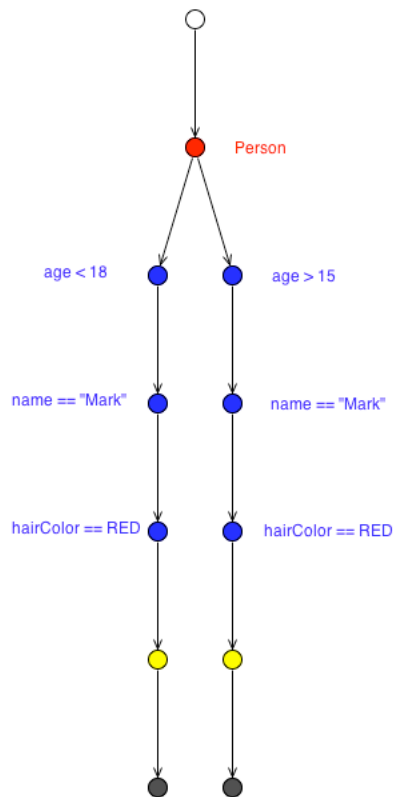 Person
age < 18
age > 15
name == "Mark"
name == "Mark"
hairColor == RED
hairColor == RED